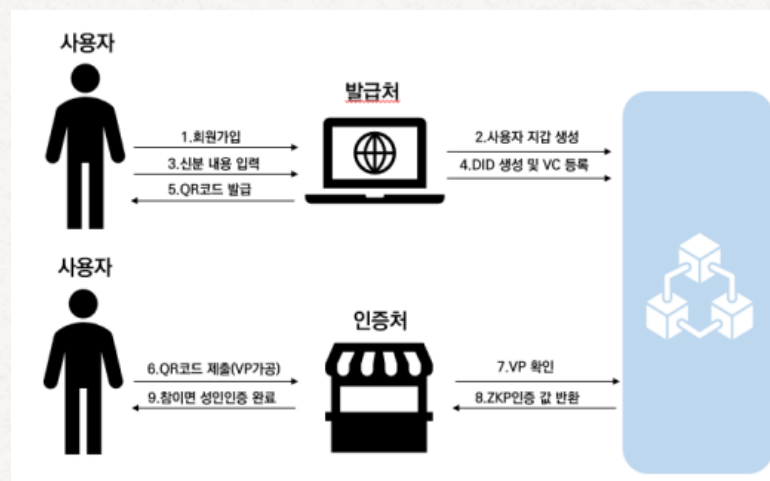 사용자
발급처
1.회원가입
2.사용자 지갑 생성
3.신분 내용 입력
4.DID 생성 및 VC 등록
5.QR코드 발급
사용자
인증처
6.QR코드 제출(VP가공)
7.VP 확인
9.참이면 성인인증 완료
8.ZKP인증 값 반환